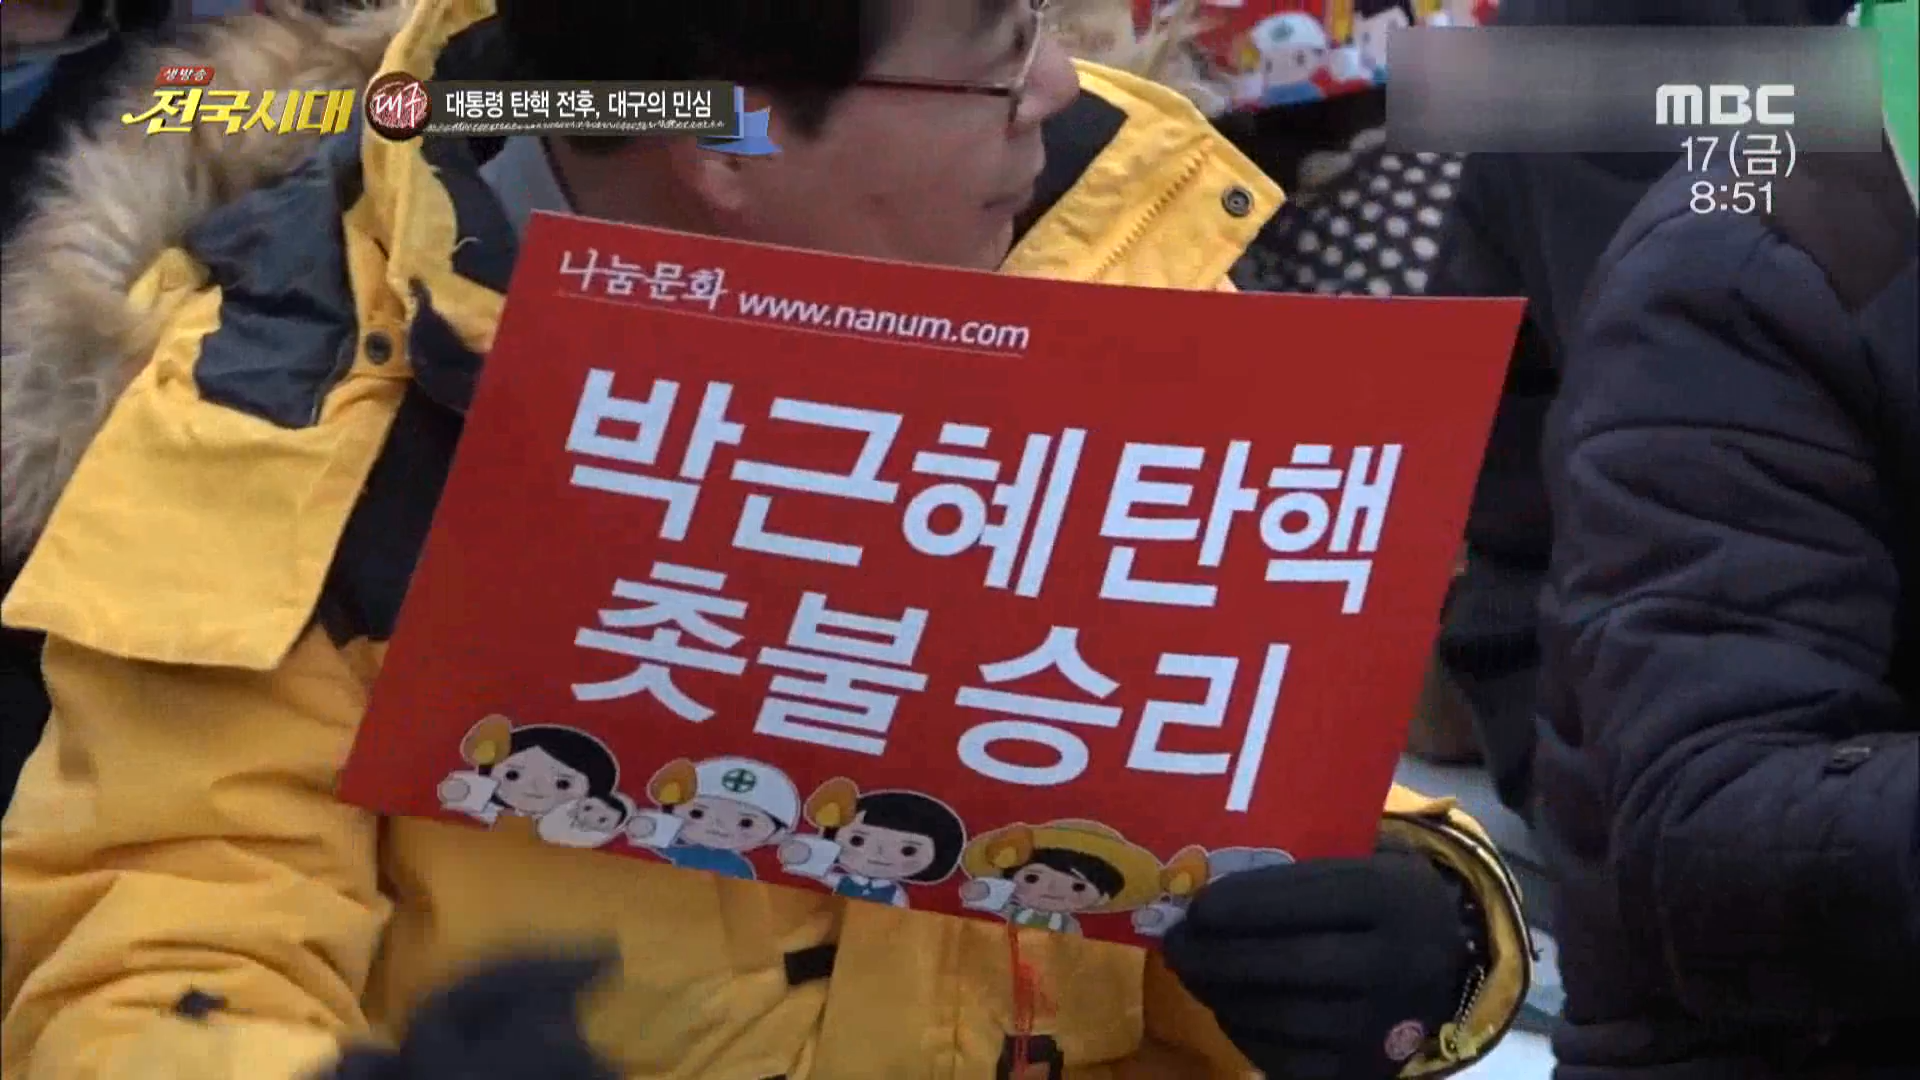 생방송
전국시대
대구
대통령 탄핵 전후, 대구의 민심
MBC
17(금)
8:51
나눔문화 www.nanum.com
박근혜 탄핵
촛불 승리